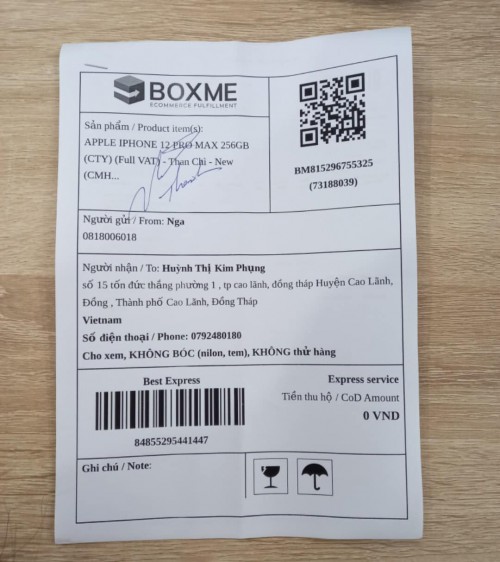 BOXME
ECOMMERCE FULFILLMENT
Sản phẩm / Product item(s):
APPLE IPHONE 12 PRO MAX 256GB
(CTY) (Full VAT) - Than Chì - New
(CMH...
BM815296755325
(73188039)
Người gửi / From: Nga
0818006018
Người nhận / To: Huỳnh Thị Kim Phụng
số 15 tốn đức thắng phường 1 , tp cao lãnh, đồng tháp Huyện Cao Lãnh,
Đồng , Thành phố Cao Lãnh, Đồng Tháp
Vietnam
Số điện thoại / Phone: 0792480180
Cho xem, KHÔNG BÓC (nilon, tem), KHÔNG thử hàng
Best Express
84855295441447
Express service
Tiền thu hộ / CoD Amount
0 VND
Ghi chú / Note: